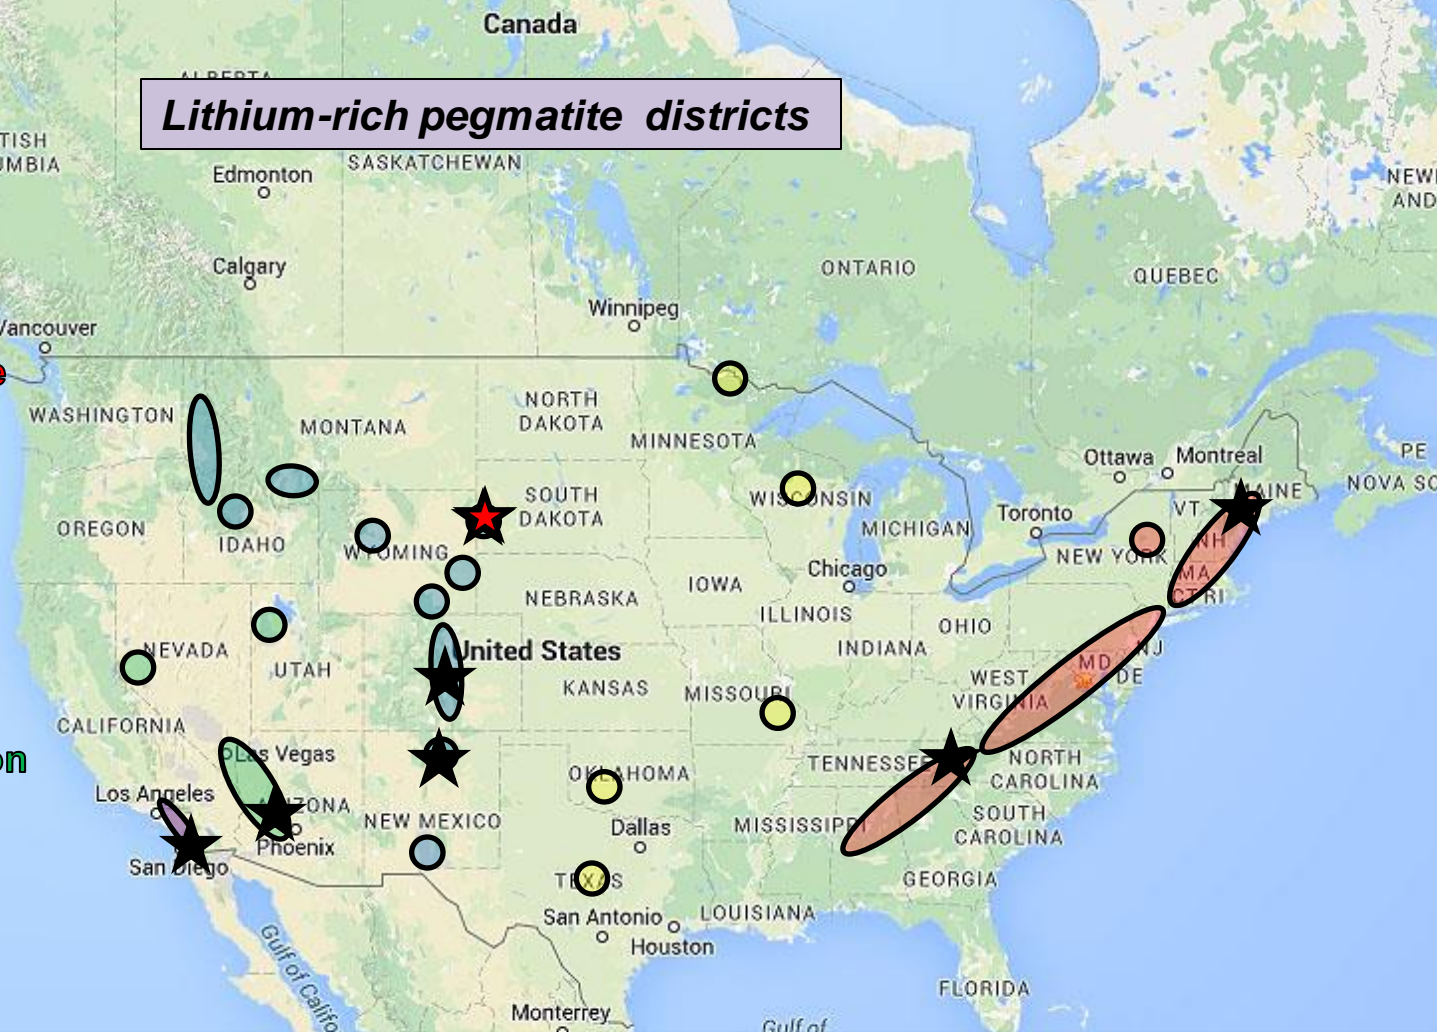 Canada
ALBERTA
Lithium-rich pegmatite districts
TISH
UMBIA
Edmonton
SASKATCHEWAN
NEW
AND
Calgary
ONTARIO
QUEBEC
Winnipeg
Vancouver
e
WASHINGTON
MONTANA
NORTH
DAKOTA
MINNESOTA
Ottawa
Montreal
PE
NOVA SC
MAINE
VT
SOUTH
DAKOTA
WISCONSIN
OREGON
IDAHO
WYOMING
MICHIGAN
Toronto
NEW YORK
NH
MA
CT RI
Chicago
IOWA
NEBRASKA
ILLINOIS
OHIO
INDIANA
NJ
NEVADA
UTAH
United States
KANSAS
MISSOURI
WEST
VIRGINIA
MD
DE
CALIFORNIA
on
Las Vegas
OKLAHOMA
TENNESSEE
NORTH
CAROLINA
Los Angeles
ARIZONA
NEW MEXICO
Dallas
MISSISSIPPI
SOUTH
CAROLINA
Phoenix
San Diego
TEXAS
GEORGIA
San Antonio
LOUISIANA
Houston
Gulf of Califo
FLORIDA
Monterrey
Gulf of